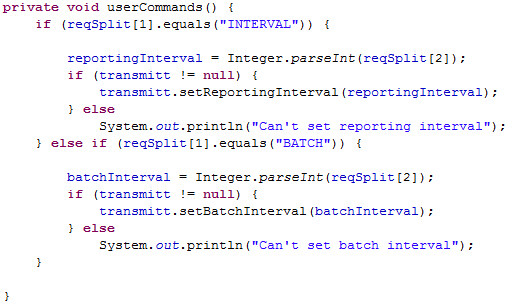 private void userCommands() {
    if (reqSplit[1].equals("INTERVAL")) {

        reportingInterval = Integer.parseInt(reqSplit[2]);
        if (transmitt != null) {
            transmitt.setReportingInterval(reportingInterval);
        } else
            System.out.println("Can't set reporting interval");
    } else if (reqSplit[1].equals("BATCH")) {

        batchInterval = Integer.parseInt(reqSplit[2]);
        if (transmitt != null) {
            transmitt.setBatchInterval(batchInterval);
        } else
            System.out.println("Can't set batch interval");
    }

}